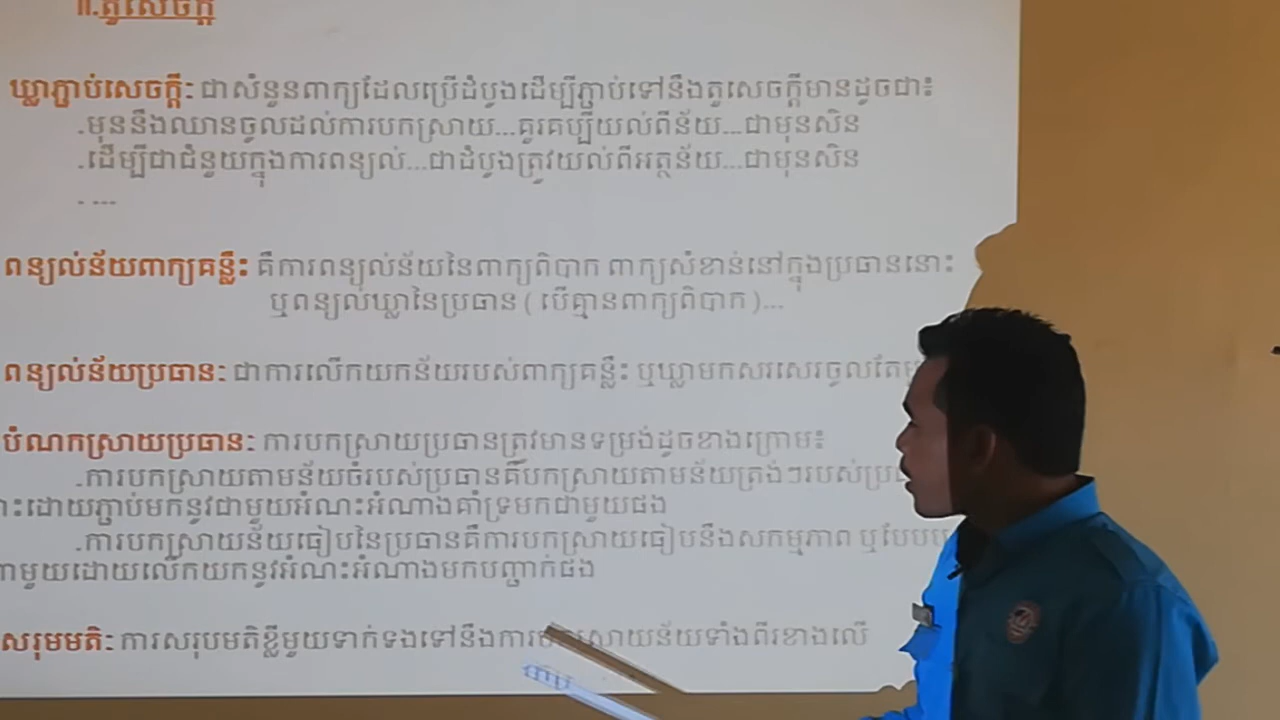 II.តួសេចក្ដី
ឃ្លាភ្ជាប់សេចក្ដី: ជាសំនួនពាក្យដែលប្រើដំបូងដើម្បីភ្ជាប់ទៅនឹងតួសេចក្ដីមានដូចជា៖
.មុននឹងឈានចូលដល់ការបកស្រាយ...គួរគប្បីយល់ពីន័យ...ជាមុនសិន
.ដើម្បីជាជំនួយក្នុងការពន្យល់...ជាដំបូងត្រូវយល់ពីអត្ថន័យ...ជាមុនសិន
. ...
ពន្យល់ន័យពាក្យគន្លឹះ គឺការពន្យល់ន័យនៃពាក្យពិបាក ពាក្យសំខាន់នៅក្នុងប្រធាននោះ
ឬពន្យល់ឃ្លានៃប្រធាន ( បើគ្មានពាក្យពិបាក )...
ពន្យល់ន័យប្រធាន: ជាការលើកយកន័យរបស់ពាក្យគន្លឹះ ឬឃ្លាមកសរសេរចូលតែ
បំណកស្រាយប្រធាន: ការបកស្រាយប្រធានត្រូវមានទម្រង់ដូចខាងក្រោម៖
.ការបកស្រាយតាមន័យចំរបស់ប្រធានគឺបកស្រាយតាមន័យត្រង់ៗរបស់
ដោយភ្ជាប់មកនូវជាមួយអំណះអំណាងគាំទ្រមកជាមួយផង
.ការបកស្រាយន័យធៀបនៃប្រធានគឺការបកស្រាយធៀបនឹងសកម្មភាព ឬ
ដោយលើកយកនូវអំណះអំណាងមកបញ្ជាក់ផង
សរុមមតិ: ការសរុបមតិខ្លីមួយទាក់ទងទៅនឹងការបកស្រាយន័យទាំងពីរខាងលើ